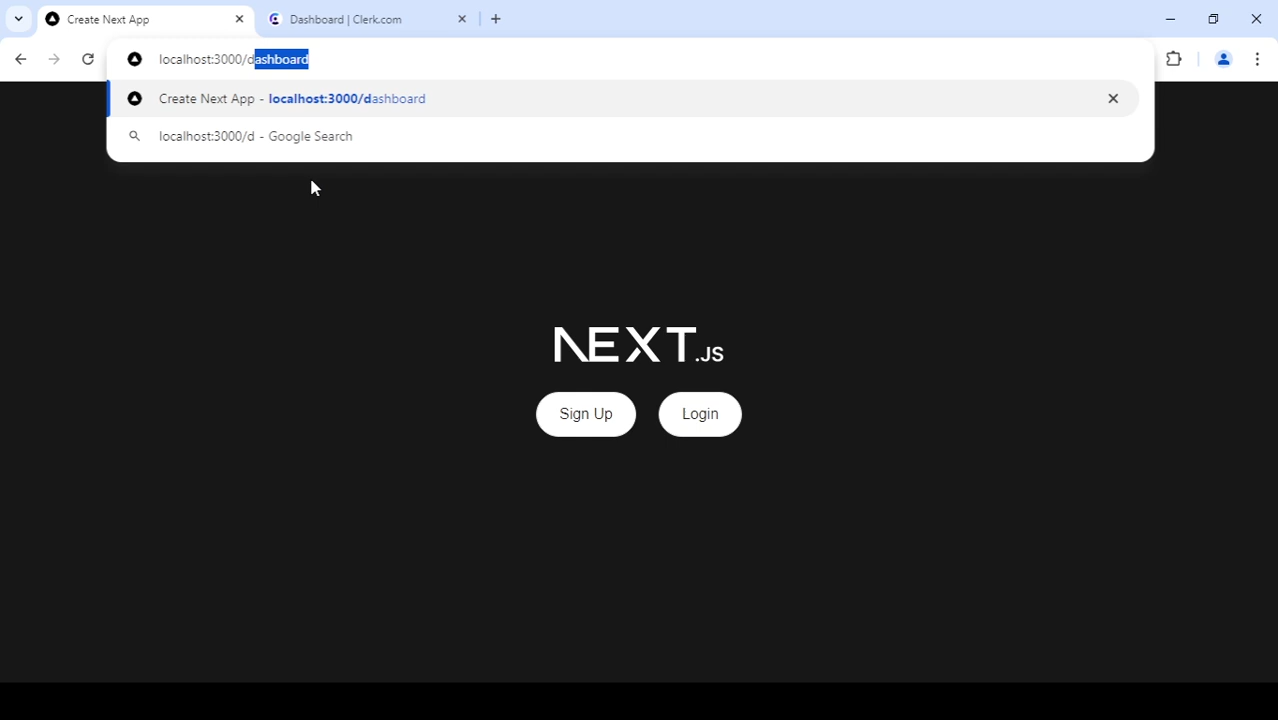 Create Next App
Dashboard | Clerk.com
localhost:3000/dashboard
Create Next App - localhost:3000/dashboard
localhost:3000/d - Google Search
NEXT.JS
Sign Up
Login